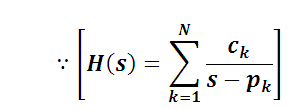 ∵ [H(s) = ∑_{k=1}^{N} c_k / (s − p_k)]